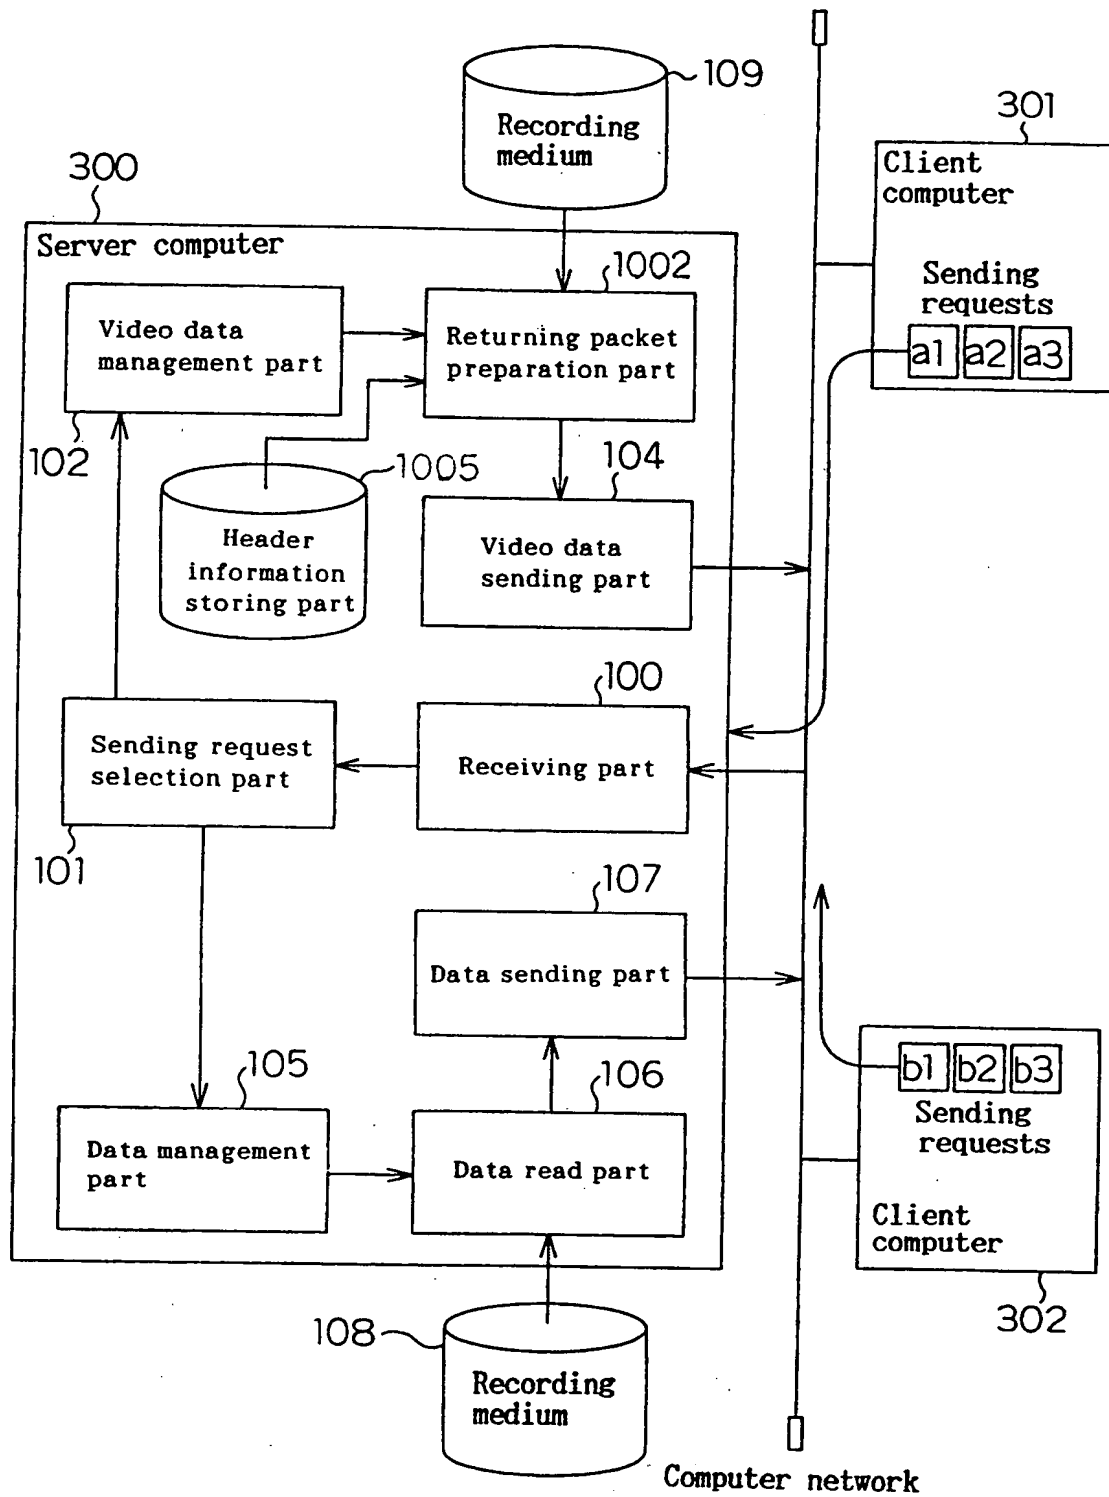 109
Recording
medium
301
Client
computer
Sending
requests
a1 a2 a3
300
Server computer
1002
Video data
management part
Returning packet
preparation part
102
1005
104
Header
information
storing part
Video data
sending part
100
Sending request
selection part
Receiving part
101
107
Data sending part
105
106
Data management
part
Data read part
b1 b2 b3
Sending
requests
Client
computer
302
108
Recording
medium
Computer network